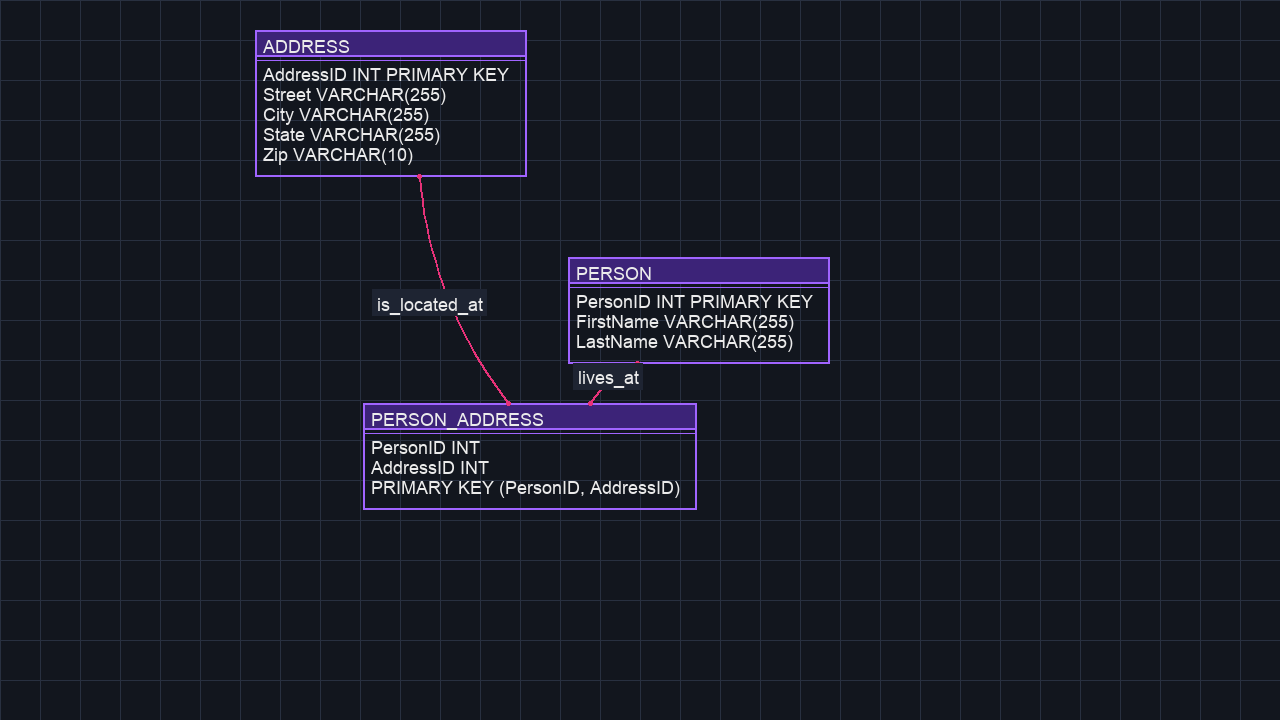 ADDRESS
AddressID INT PRIMARY KEY
Street VARCHAR(255)
City VARCHAR(255)
State VARCHAR(255)
Zip VARCHAR(10)
is_located_at
PERSON
PersonID INT PRIMARY KEY
FirstName VARCHAR(255)
LastName VARCHAR(255)
lives_at
PERSON_ADDRESS
PersonID INT
AddressID INT
PRIMARY KEY (PersonID, AddressID)